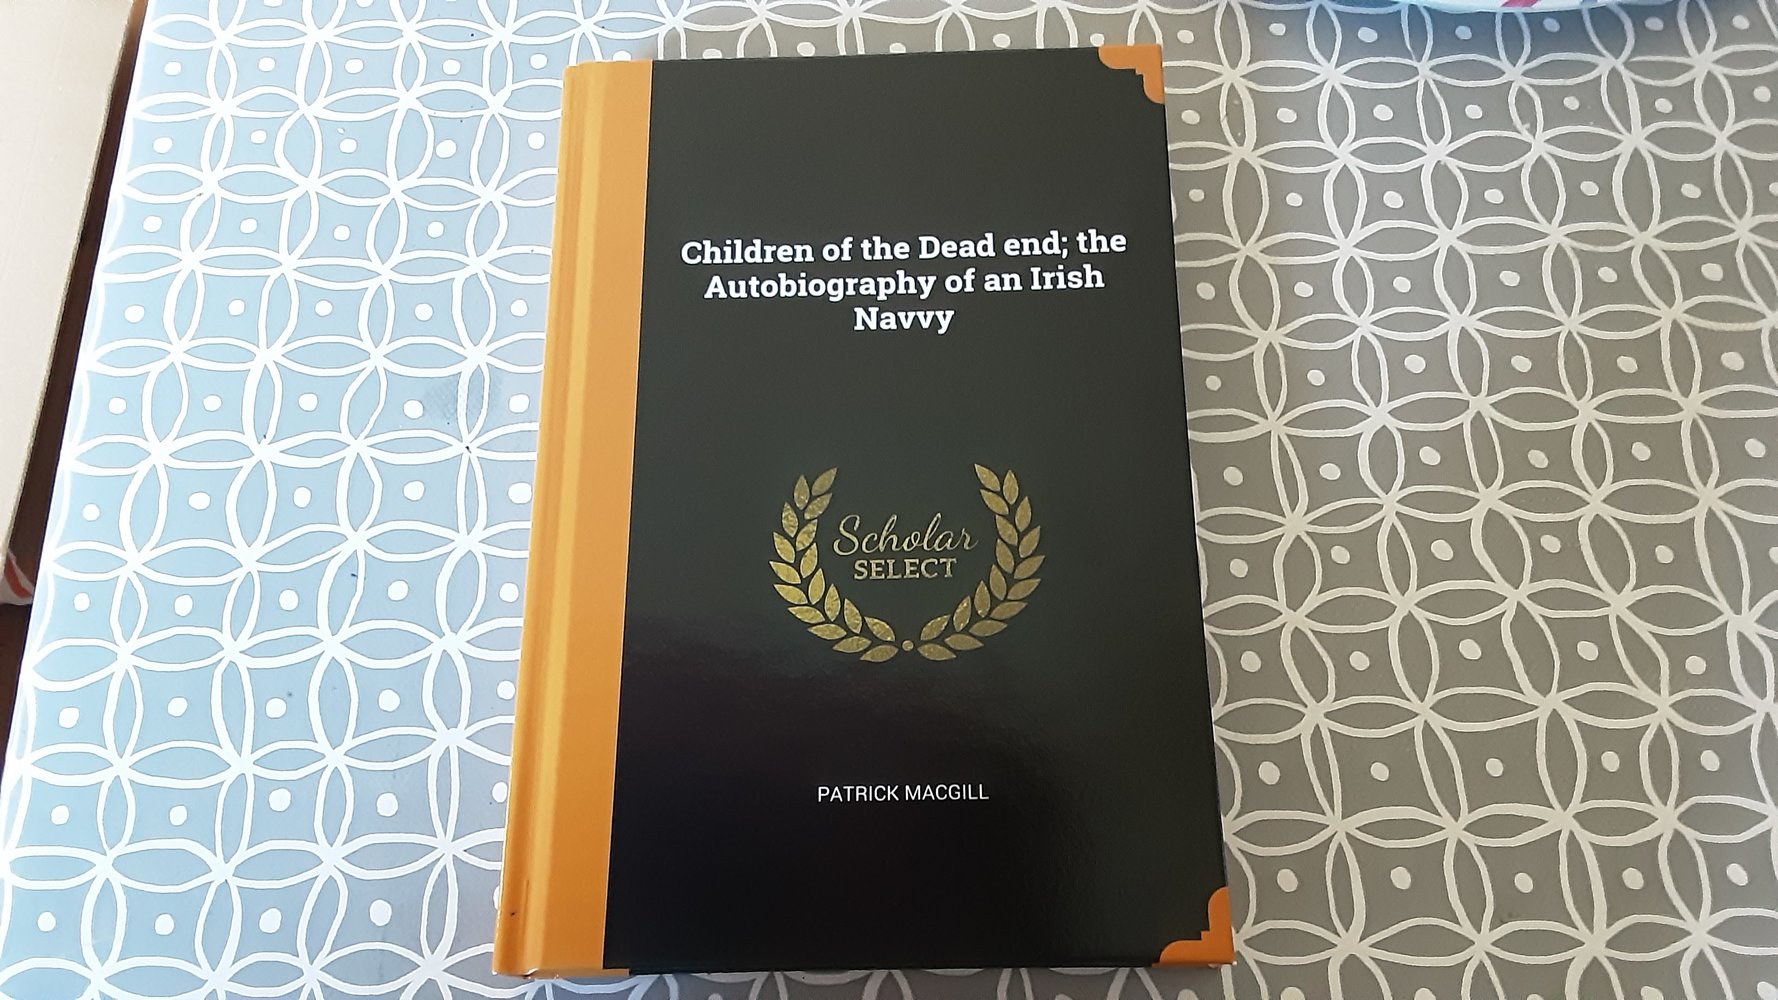 Children of the Dead end; the
Autobiography of an Irish
Navvy
Scholar
SELECT
PATRICK MACGILL